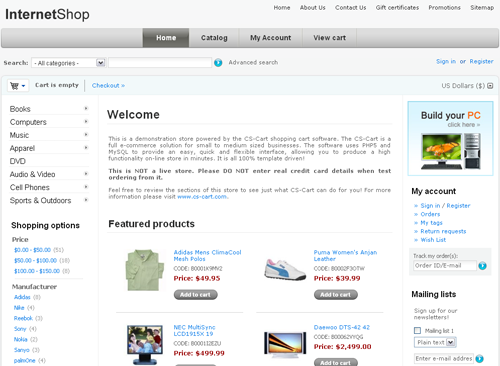 InternetShop
Home About Us Contact Us Gift certificates Promotions Sitemap
Home Catalog My Account View cart
Search: - All categories - Advanced search
Sign in or Register
Cart is empty Checkout »
US Dollars ($)
Books
Computers
Music
Apparel
DVD
Audio & Video
Cell Phones
Sports & Outdoors
Shopping options
Price
$0.00 - $50.00 (51)
$50.00 - $100.00 (18)
$100.00 - $150.00 (6)
Manufacturer
Adidas (8)
Nike (4)
Reebok (3)
Sony (4)
Nokia (2)
Sanyo (3)
palmOne (4)
Welcome
This is a demonstration store powered by the CS-Cart shopping cart software. The CS-Cart is a
full e-commerce solution for small to medium sized businesses. The software uses PHP5 and
MySQL to provide an easy, quick and flexible interface, allowing you to produce a high
functionality on-line store in minutes. It is all 100% template driven!
This is NOT a live store. Please DO NOT enter real credit card details when test
ordering from it.
Feel free to review the sections of this store to see just what CS-Cart can do for you! For more
information please visit www.cs-cart.com.
Featured products
Adidas Mens ClimaCool
Mesh Polos
CODE: B0001K9MY2
Price: $49.95
Add to cart
Puma Women's Anjan
Leather
CODE: B0002F3OTW
Price: $39.99
Add to cart
NEC MultiSync
LCD1915X 19
CODE: B000112EZU
Price: $499.99
Add to cart
Daewoo DTS-42 42
CODE: B00062VYQG
Price: $2,499.00
Add to cart
Build your PC
click here »
My account
» Sign in / Register
» Orders
» My tags
» Return requests
» Wish List
Track my order(s):
Order ID/E-mail
Mailing lists
Sign up for our
newsletters!
Mailing list 1
Plain text
Enter e-mail addres